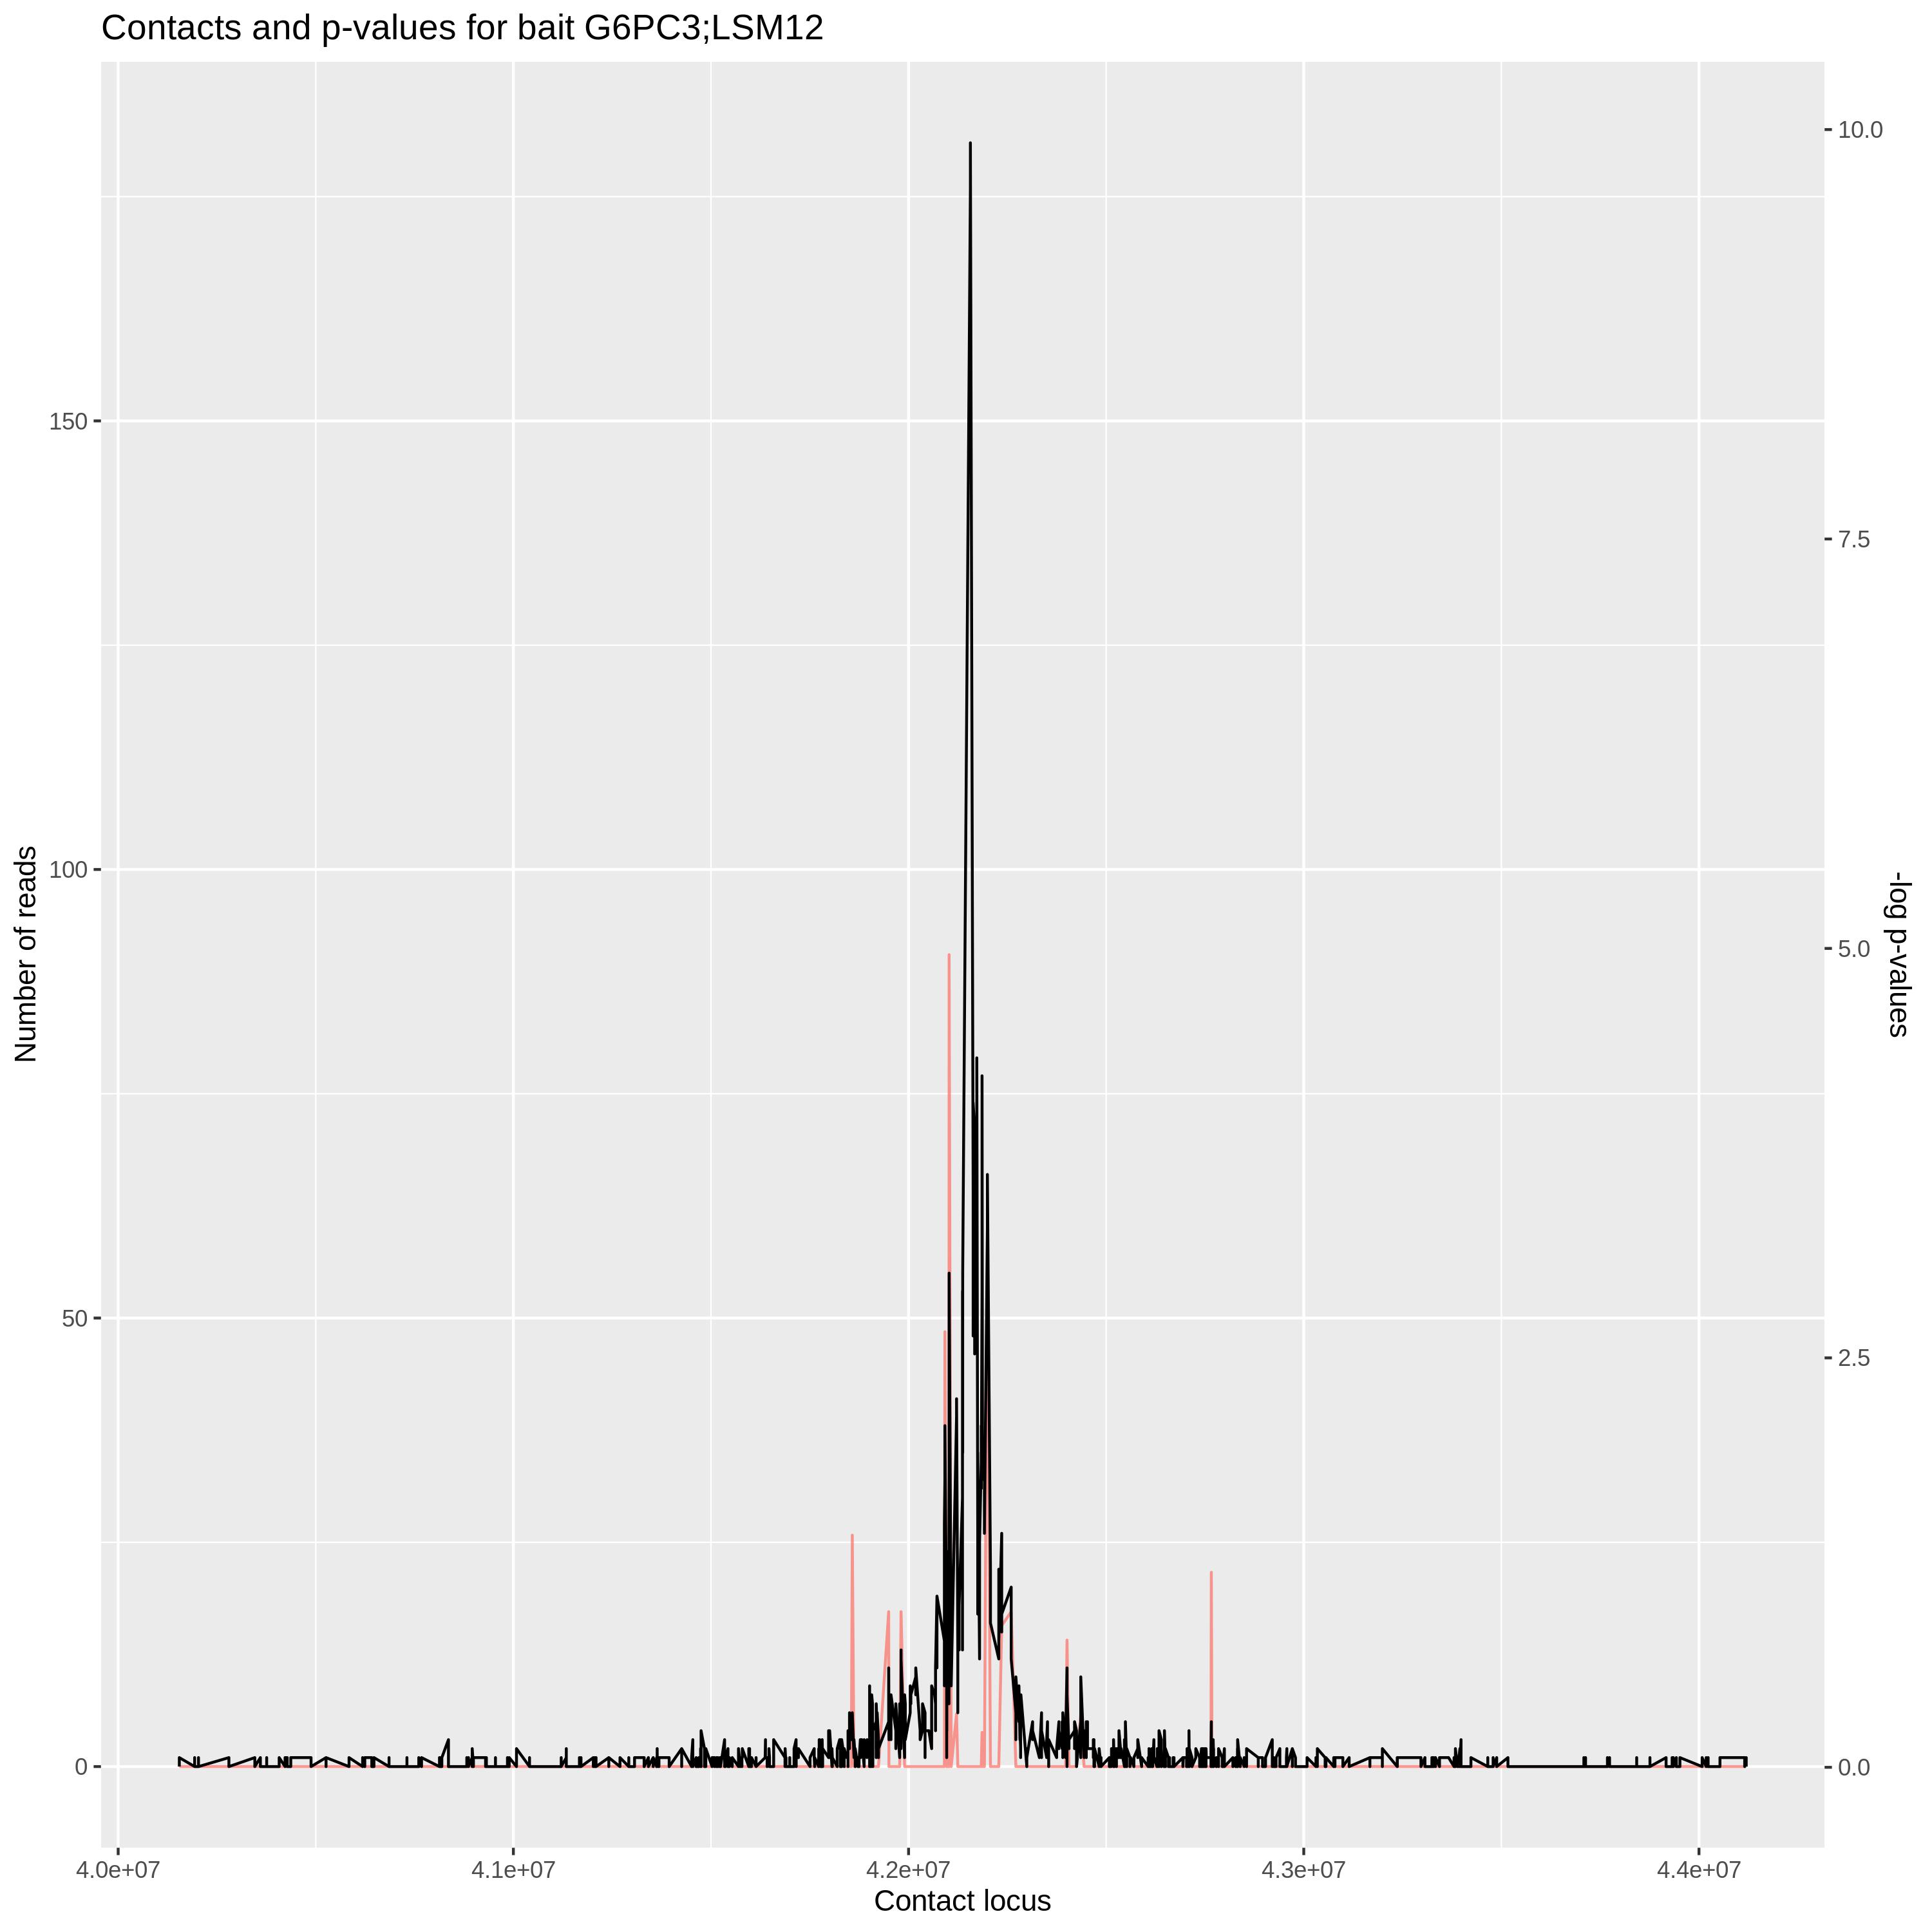 Contacts and p-values for bait G6PC3;LSM12
Number of reads
150
100
50
0
10.0
7.5
5.0
2.5
0.0
-log p-values
4.0e+07 4.1e+07 4.2e+07 4.3e+07 4.4e+07
Contact locus